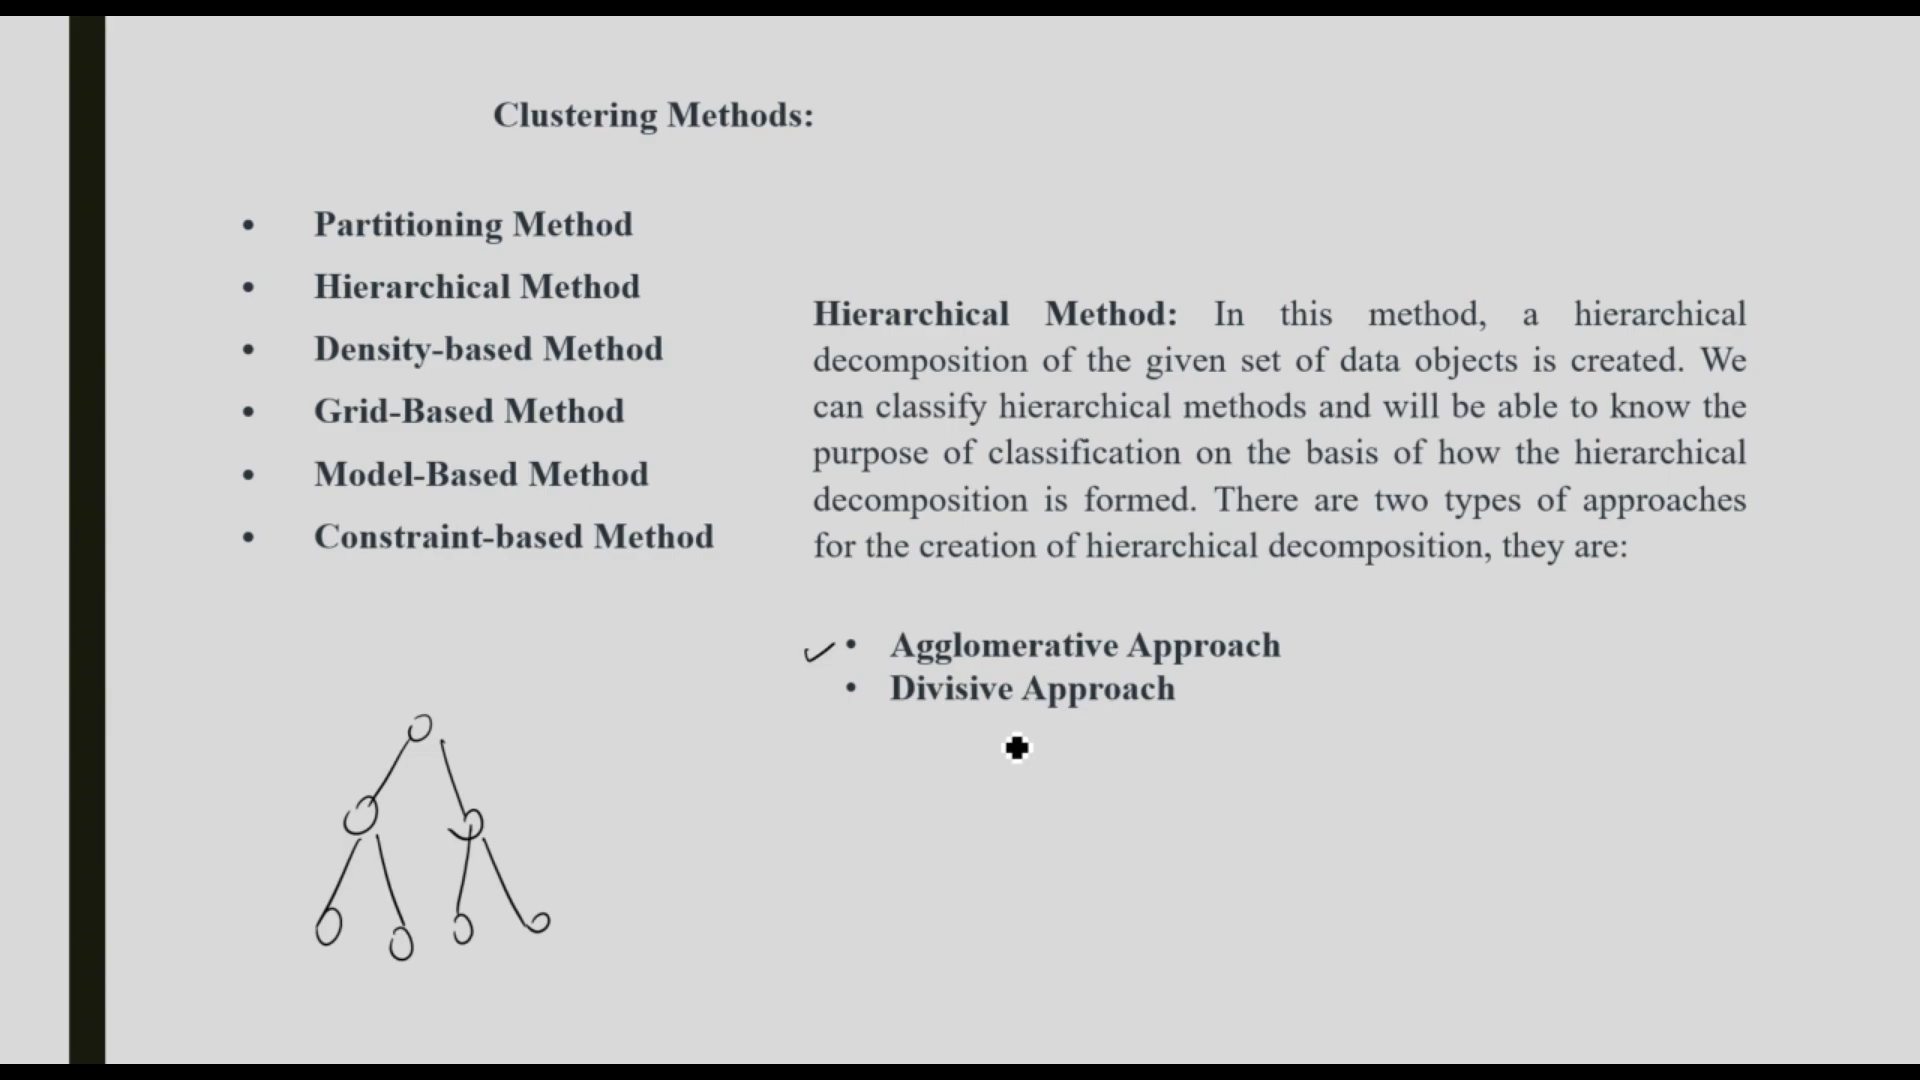 Clustering Methods:
• Partitioning Method
• Hierarchical Method
• Density-based Method
• Grid-Based Method
• Model-Based Method
• Constraint-based Method
Hierarchical Method: In this method, a hierarchical
decomposition of the given set of data objects is created. We
can classify hierarchical methods and will be able to know the
purpose of classification on the basis of how the hierarchical
decomposition is formed. There are two types of approaches
for the creation of hierarchical decomposition, they are:
• Agglomerative Approach
• Divisive Approach